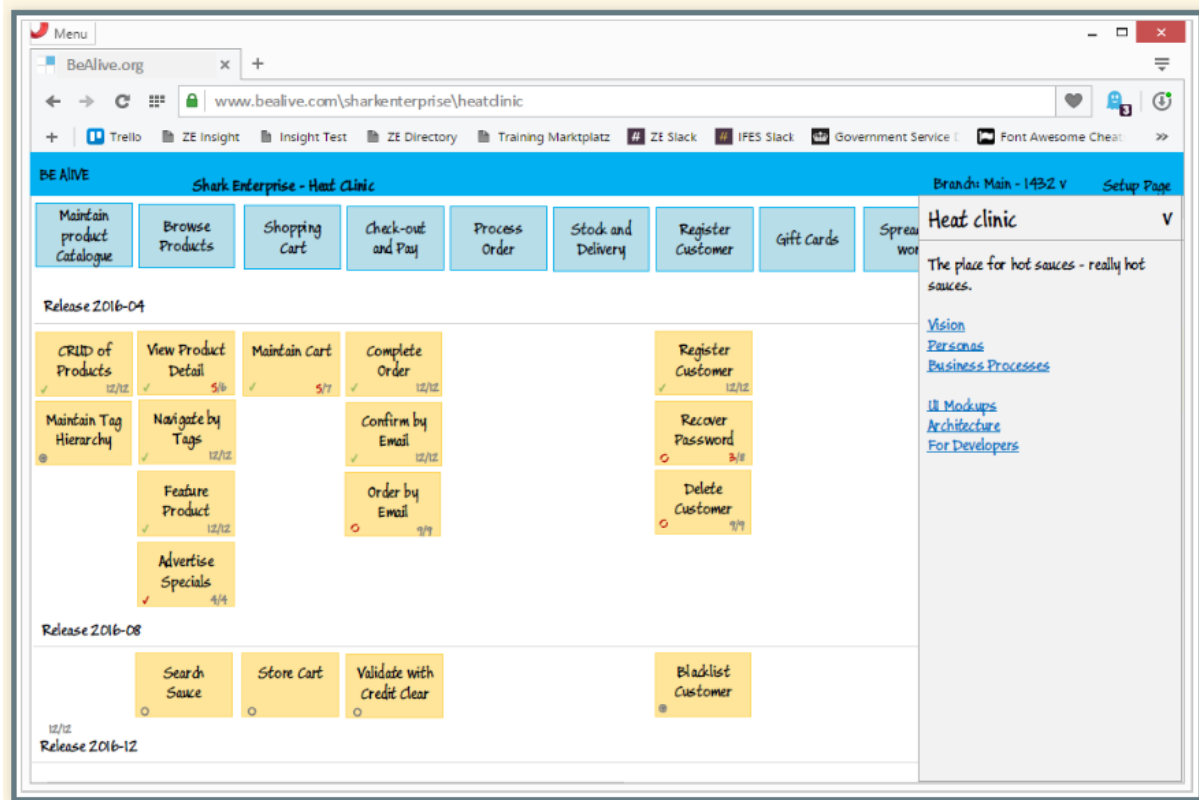 Menu
BeAlive.org
www.bealive.com\sharkenterprise\heatclinic
3
Trello ZE Insight Insight Test ZE Directory Training Marktplatz ZE Slack IFES Slack Government Service Font Awesome Cheat
BE AlIVE
Shark Enterprise - Heat Clinic
Branch: Main - 1432 v
Setup Page
Maintain
product
Catalogue
Browse
Products
Shopping
Cart
Check-out
and Pay
Process
Order
Stock and
Delivery
Register
Customer
Gift Cards
Heat clinic
V
The place for hot sauces - really hot
sauces.
Vision
Personas
Business Processes
UI Mockups
Architecture
For Developers
Release 2016-04
CRUD of
Products
12/12
View Product
Detail
5/6
Maintain Cart
5/7
Complete
Order
12/12
Register
Customer
12/12
Maintain Tag
Hierarchy
Navigate by
Tags
12/12
Confirm by
Email
12/12
Recover
Password
3/8
Feature
Product
12/12
Order by
Email
9/9
Delete
Customer
9/9
Advertise
Specials
4/4
Release 2016-08
Search
Sauce
Store Cart
Validate with
Credit Clear
Blacklist
Customer
12/12
Release 2016-12